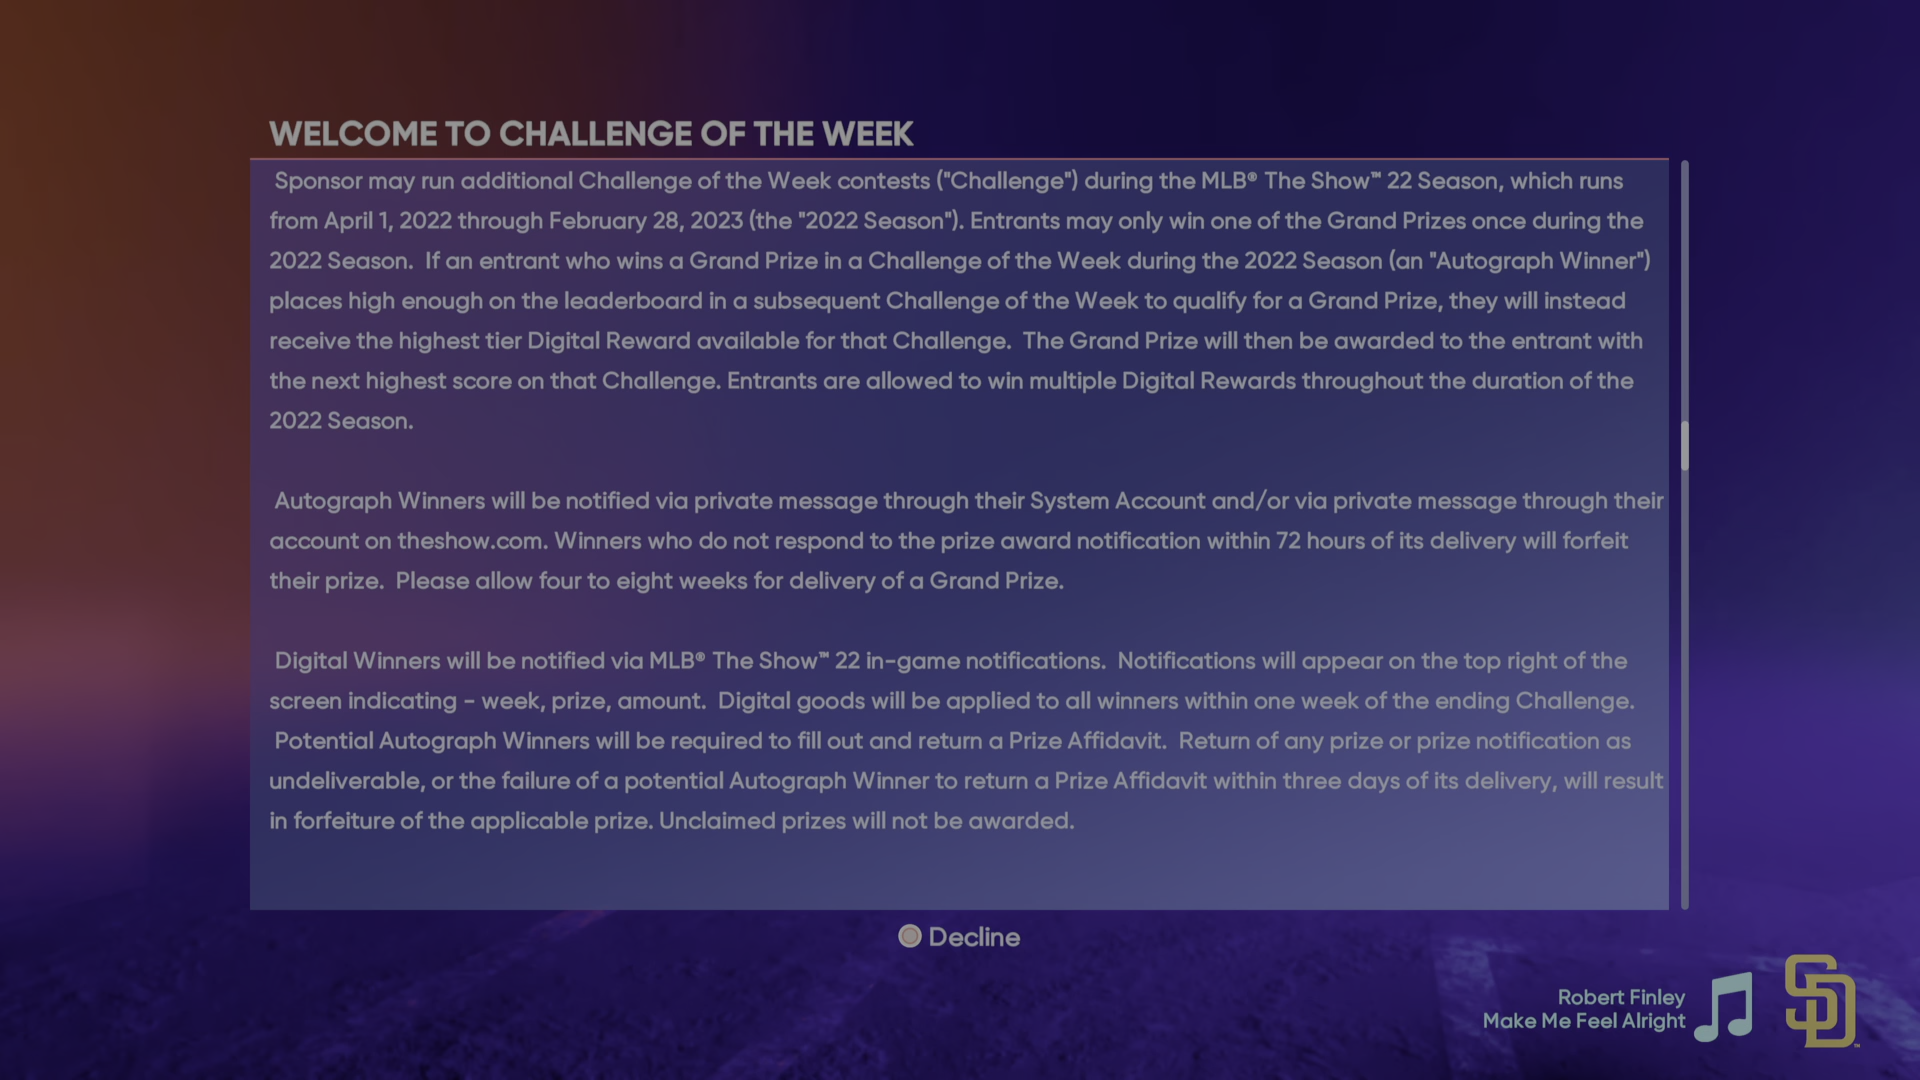 WELCOME TO CHALLENGE OF THE WEEK
Sponsor may run additional Challenge of the Week contests ("Challenge") during the MLB® The Show™ 22 Season, which runs
from April 1, 2022 through February 28, 2023 (the "2022 Season"). Entrants may only win one of the Grand Prizes once during the
2022 Season.  If an entrant who wins a Grand Prize in a Challenge of the Week during the 2022 Season (an "Autograph Winner")
places high enough on the leaderboard in a subsequent Challenge of the Week to qualify for a Grand Prize, they will instead
receive the highest tier Digital Reward available for that Challenge.  The Grand Prize will then be awarded to the entrant with
the next highest score on that Challenge. Entrants are allowed to win multiple Digital Rewards throughout the duration of the
2022 Season.
Autograph Winners will be notified via private message through their System Account and/or via private message through their
account on theshow.com. Winners who do not respond to the prize award notification within 72 hours of its delivery will forfeit
their prize.  Please allow four to eight weeks for delivery of a Grand Prize.
Digital Winners will be notified via MLB® The Show™ 22 in-game notifications.  Notifications will appear on the top right of the
screen indicating - week, prize, amount.  Digital goods will be applied to all winners within one week of the ending Challenge.
Potential Autograph Winners will be required to fill out and return a Prize Affidavit.  Return of any prize or prize notification as
undeliverable, or the failure of a potential Autograph Winner to return a Prize Affidavit within three days of its delivery, will result
in forfeiture of the applicable prize. Unclaimed prizes will not be awarded.
Decline
Robert Finley
Make Me Feel Alright
SD™